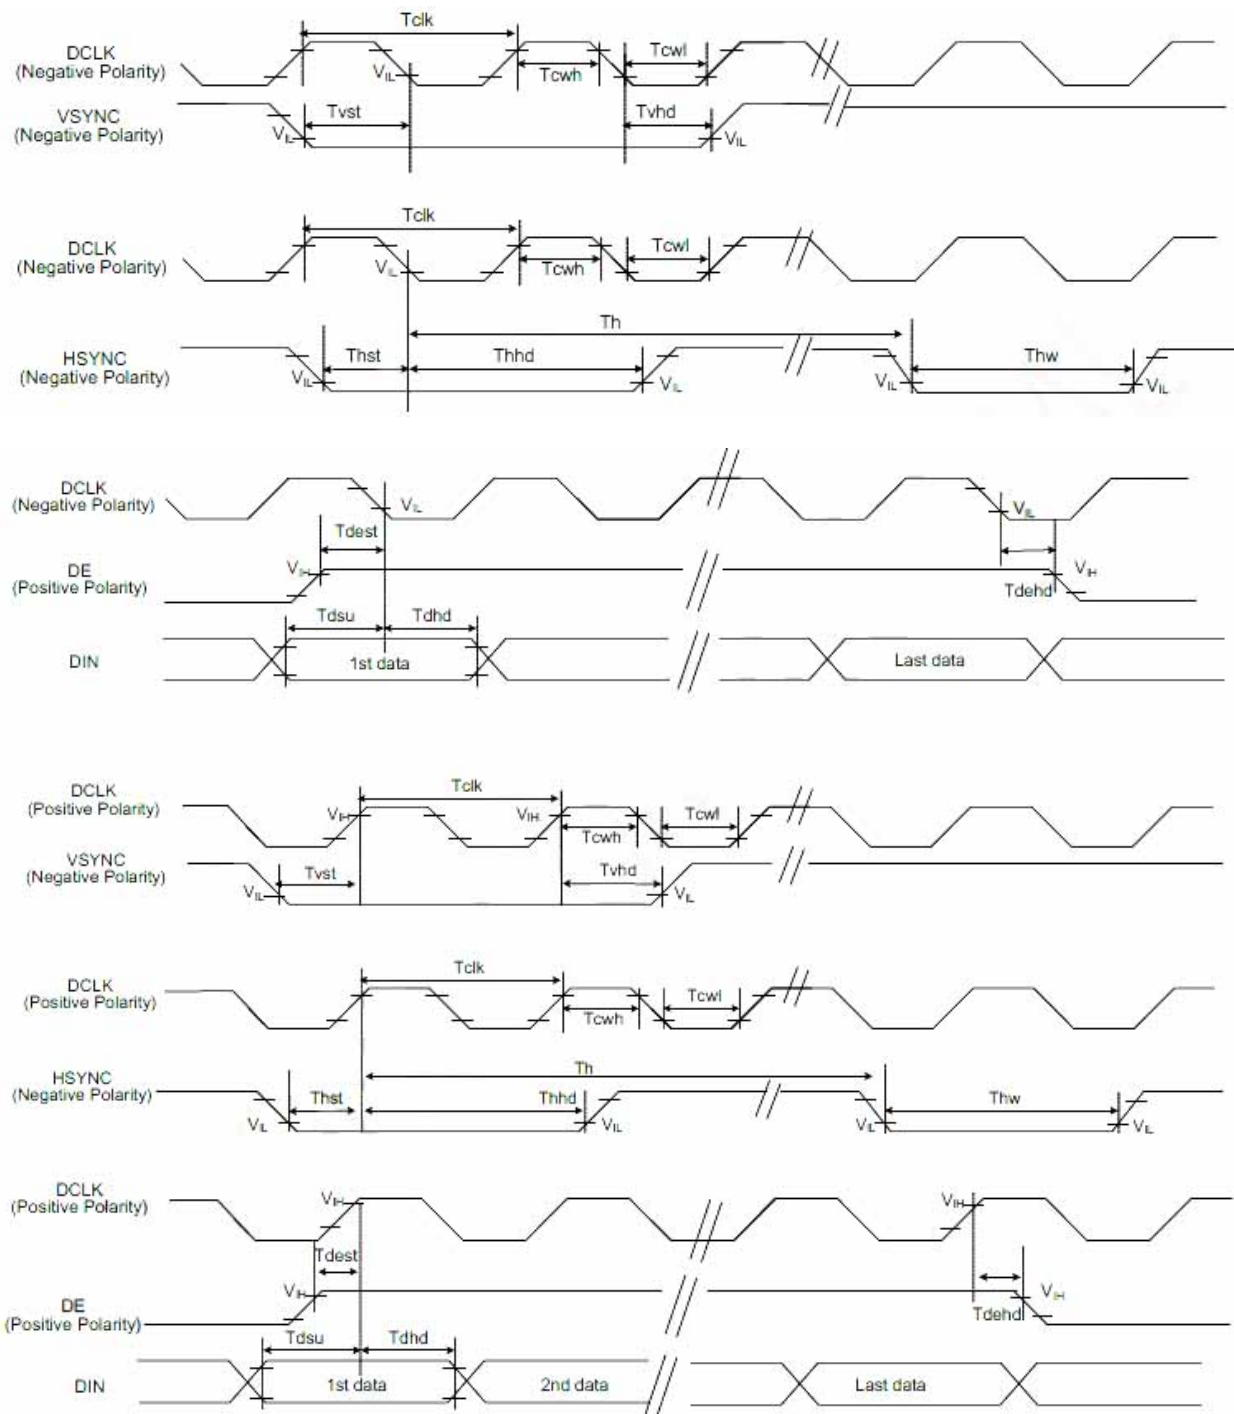 Tclk
DCLK
(Negative Polarity)
Tcwl
VIL
Tcwh
VSYNC
(Negative Polarity)
Tvst
Tvhd
VIL
VIL
Tclk
DCLK
(Negative Polarity)
Tcwl
VIL
Tcwh
Th
HSYNC
(Negative Polarity)
Thst
Thhd
Thw
VIL
VIL
VIL
VIL
DCLK
(Negative Polarity)
VIL
VIL
Tdest
DE
(Positive Polarity)
VIH
VIH
Tdehd
Tdsu
Tdhd
DIN
1st data
Last data
DCLK
(Positive Polarity)
Tclk
VIH
VIH
Tcwl
Tcwh
VSYNC
(Negative Polarity)
Tvst
Tvhd
VIL
VIL
Tclk
DCLK
(Positive Polarity)
Tcwl
Tcwh
Th
HSYNC
(Negative Polarity)
Thst
Thhd
Thw
VIL
VIL
VIL
VIL
DCLK
(Positive Polarity)
VIH
VIH
Tdest
DE
(Positive Polarity)
VIH
VIH
Tdehd
Tdsu
Tdhd
DIN
1st data
2nd data
Last data